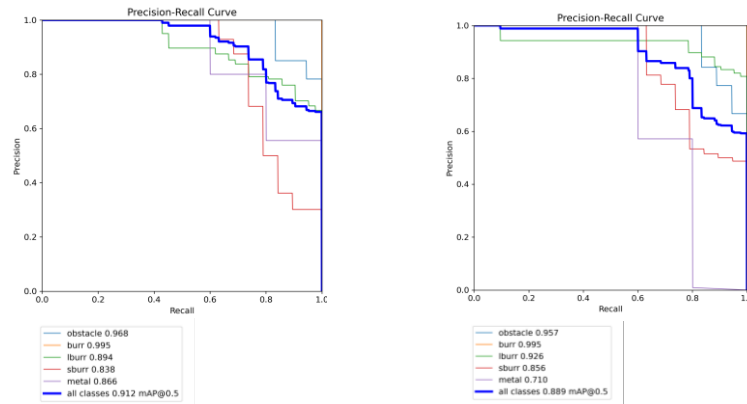 Precision-Recall Curve
1.0
0.8
0.6
0.4
0.2
0.0
Precision
0.0 0.2 0.4 0.6 0.8 1.0
Recall
obstacle 0.968
burr 0.995
lburr 0.894
sburr 0.838
metal 0.866
all classes 0.912 mAP@0.5
Precision-Recall Curve
1.0
0.8
0.6
0.4
0.2
0.0
Precision
0.0 0.2 0.4 0.6 0.8 1.0
Recall
obstacle 0.957
burr 0.995
lburr 0.926
sburr 0.856
metal 0.710
all classes 0.889 mAP@0.5